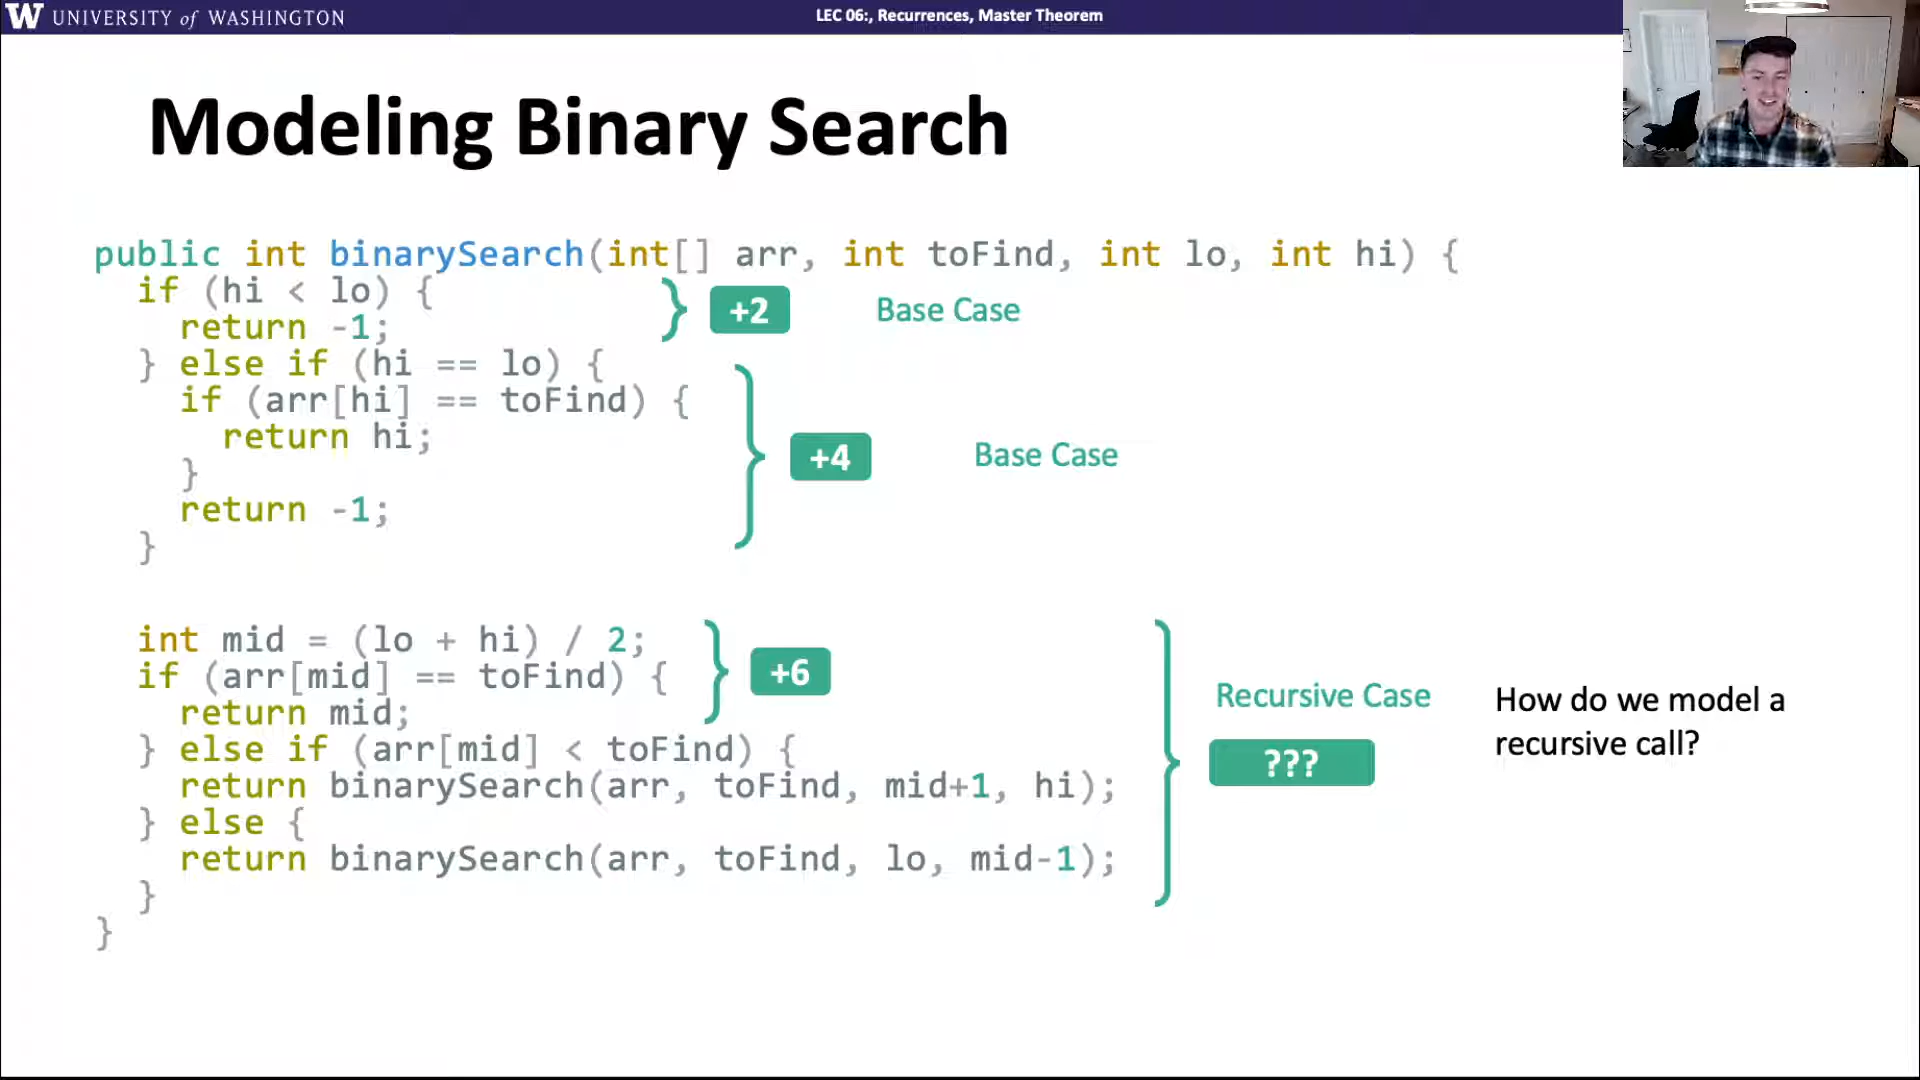 W UNIVERSITY of WASHINGTON
LEC 06:, Recurrences, Master Theorem
Modeling Binary Search
public int binarySearch(int[] arr, int toFind, int lo, int hi) {
if (hi < lo) {
return -1;
+2
Base Case
} else if (hi == lo) {
if (arr[hi] == toFind) {
return hi;
}
+4
Base Case
return -1;
}
int mid = (lo + hi) / 2;
if (arr[mid] == toFind) {
return mid;
+6
} else if (arr[mid] < toFind) {
return binarySearch(arr, toFind, mid+1, hi);
} else {
return binarySearch(arr, toFind, lo, mid-1);
}
}
Recursive Case
???
How do we model a
recursive call?